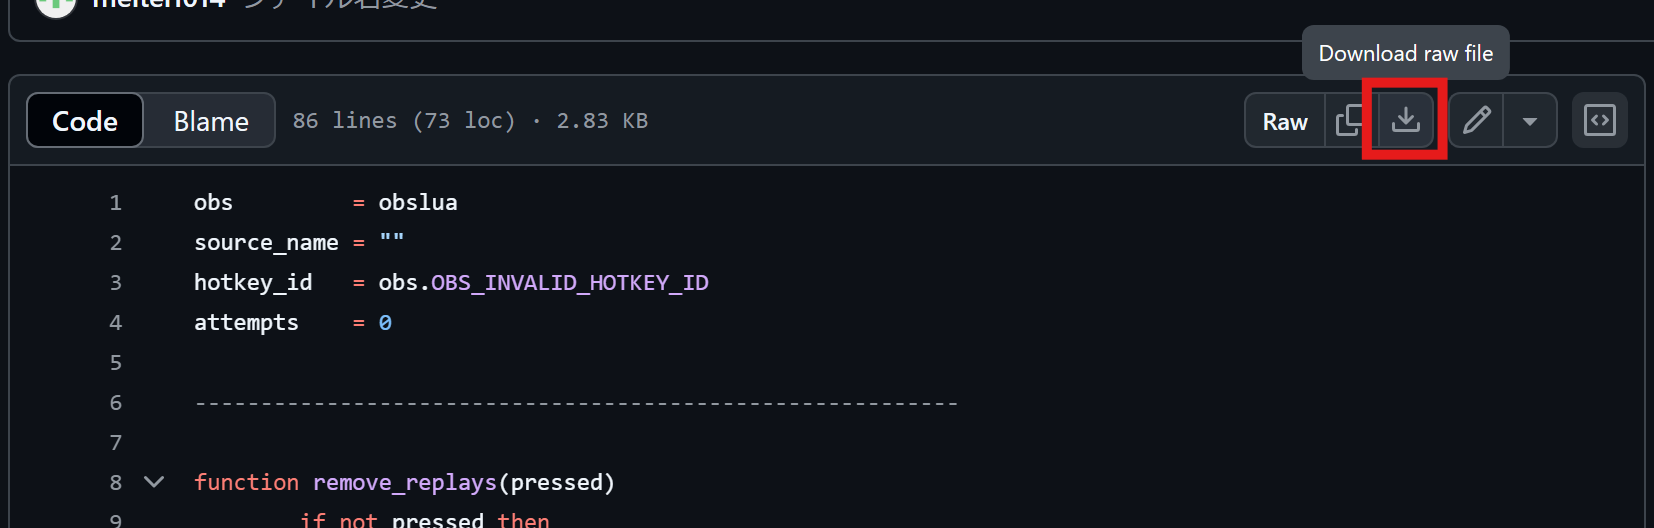 Download raw file
Code Blame 86 lines (73 loc) · 2.83 KB Raw
1 obs = obslua
2 source_name = ""
3 hotkey_id = obs.OBS_INVALID_HOTKEY_ID
4 attempts = 0
5
6 ----------------------------------------------------------
7
8 function remove_replays(pressed)
9 if not pressed then